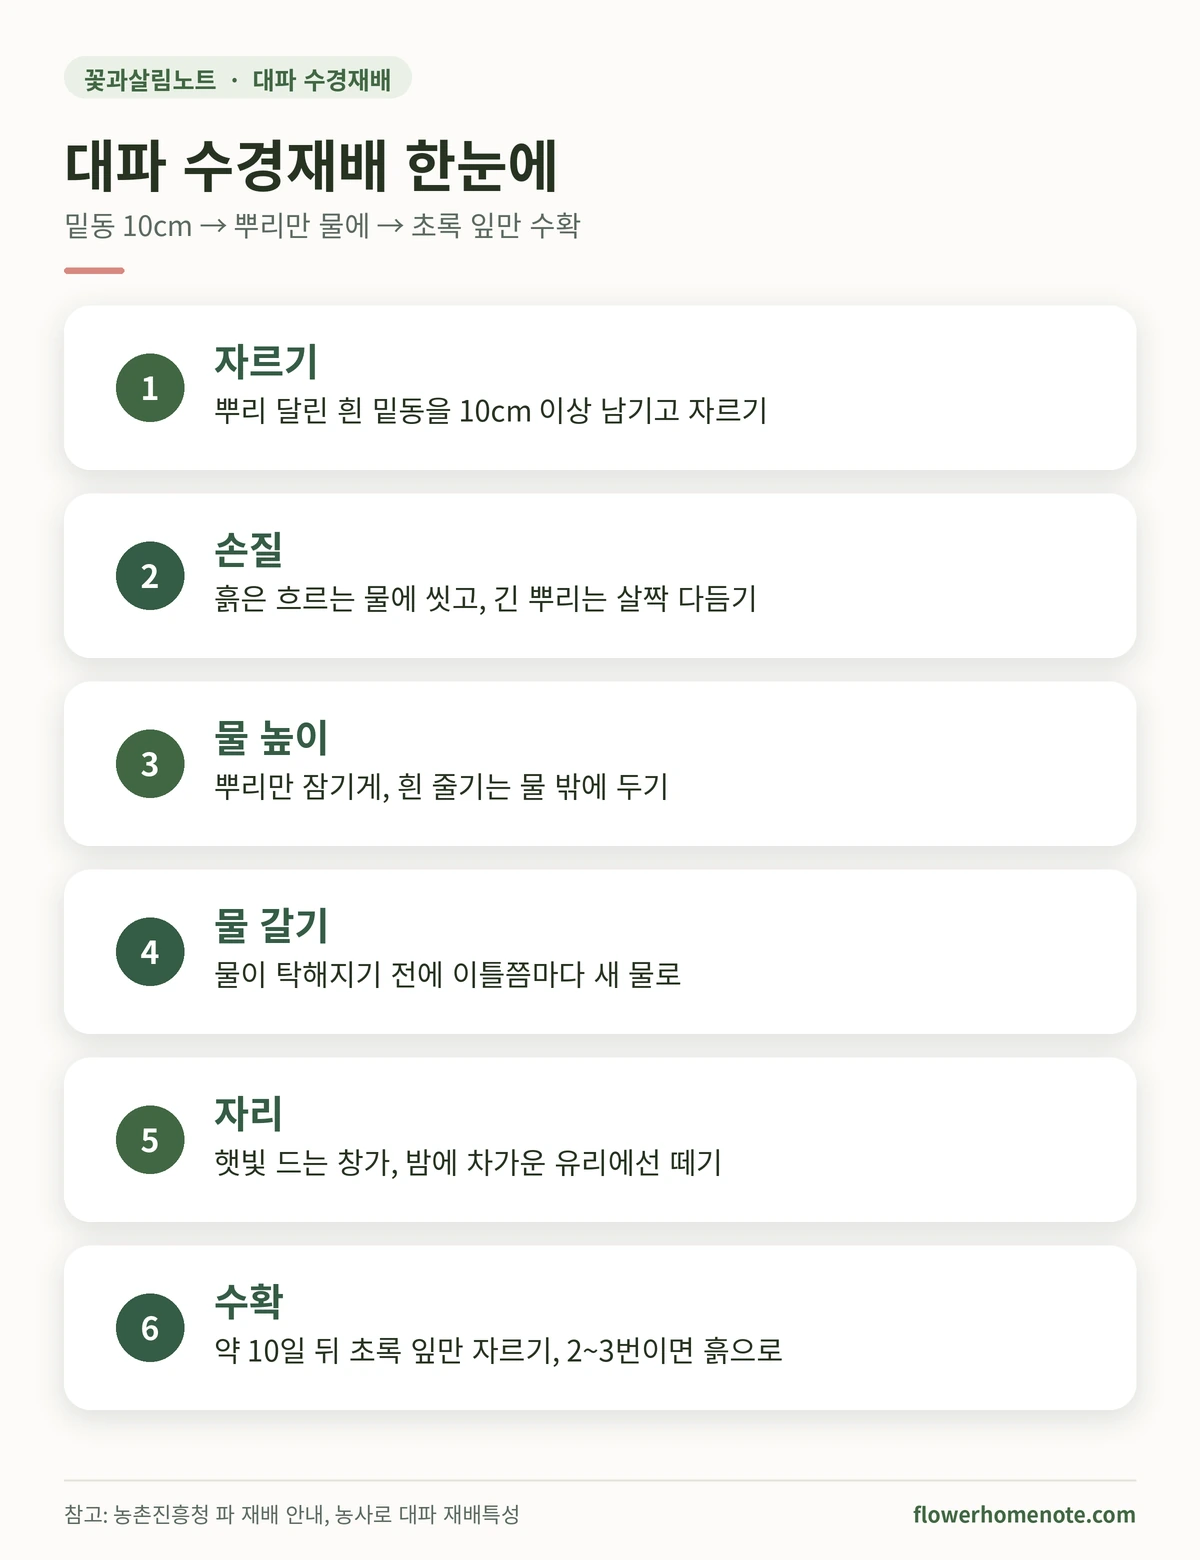 꽃과살림노트 · 대파 수경재배
대파 수경재배 한눈에
밑동 10cm → 뿌리만 물에 → 초록 잎만 수확
1
자르기
뿌리 달린 흰 밑동을 10cm 이상 남기고 자르기
2
손질
흙은 흐르는 물에 씻고, 긴 뿌리는 살짝 다듬기
3
물 높이
뿌리만 잠기게, 흰 줄기는 물 밖에 두기
4
물 갈기
물이 탁해지기 전에 이틀쯤마다 새 물로
5
자리
햇빛 드는 창가, 밤에 차가운 유리에선 떼기
6
수확
약 10일 뒤 초록 잎만 자르기, 2~3번이면 흙으로
참고: 농촌진흥청 파 재배 안내, 농사로 대파 재배특성
flowerhomenote.com